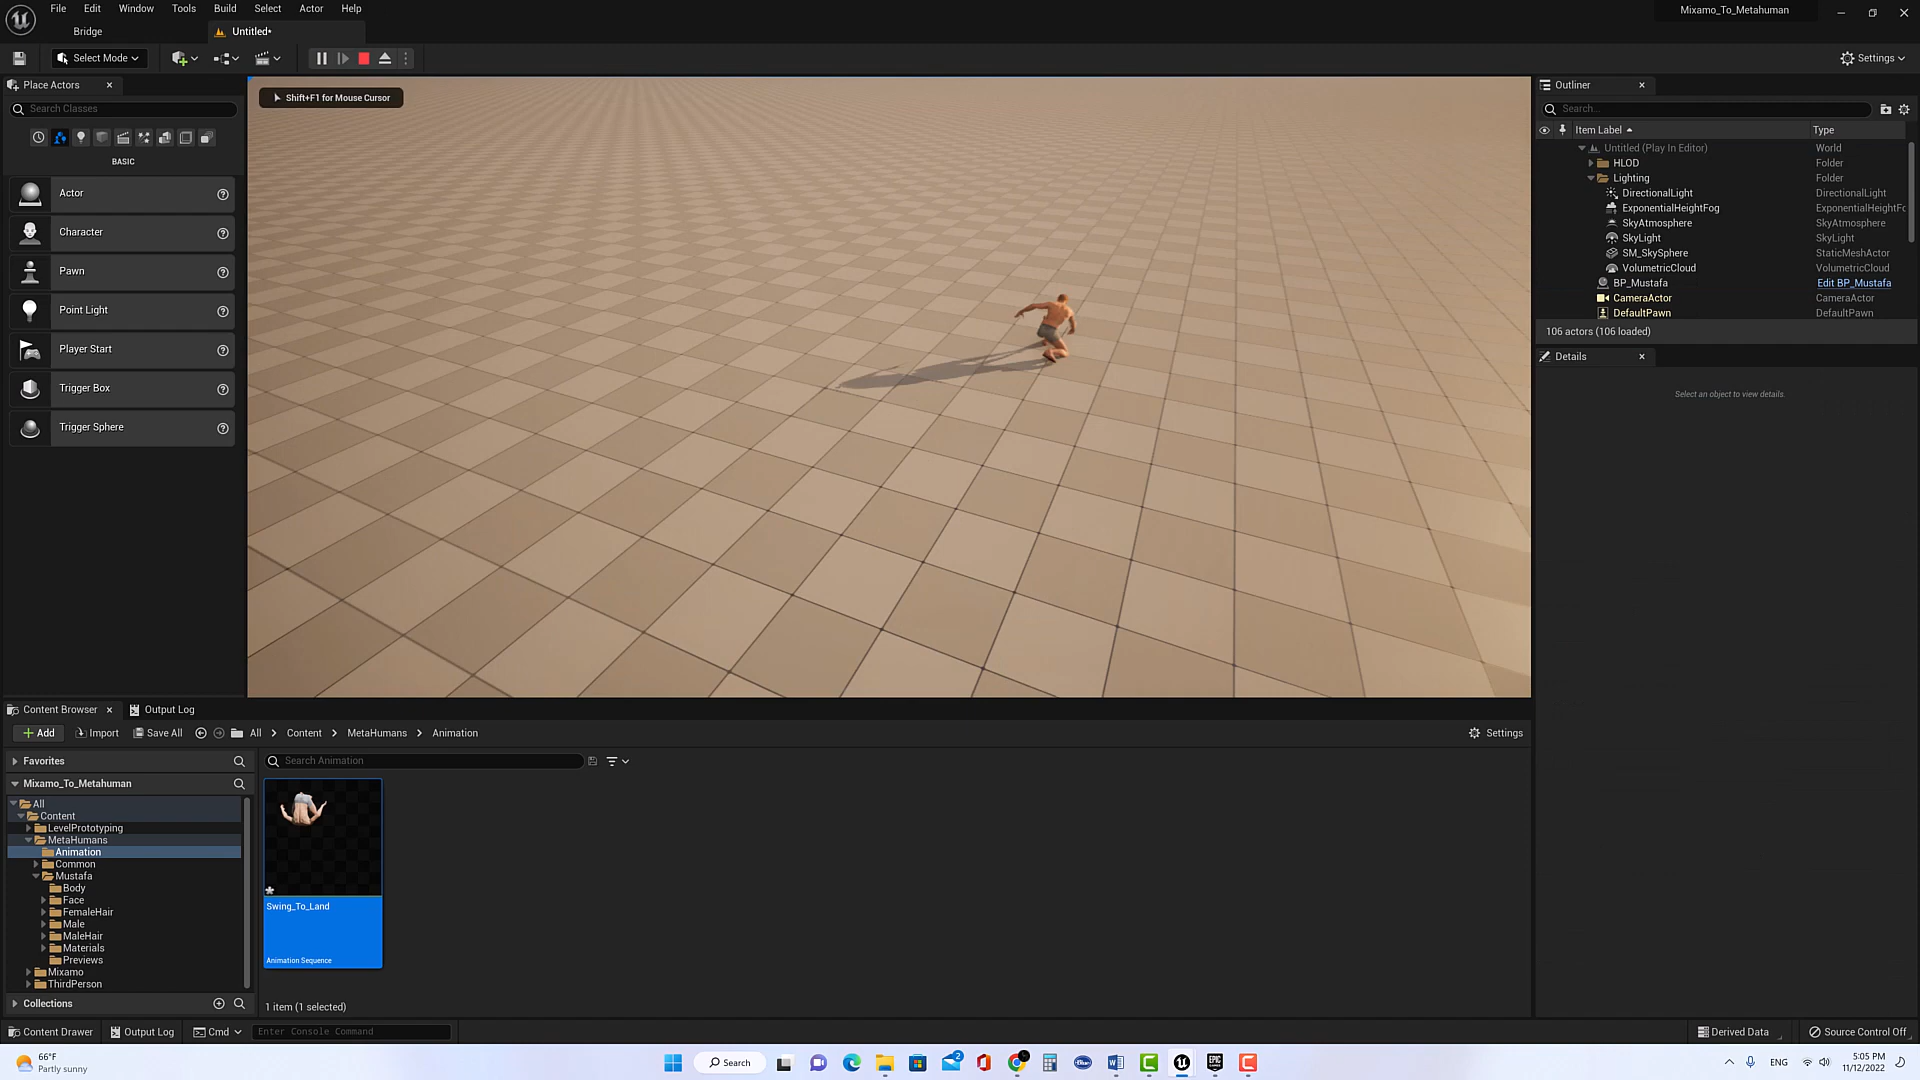 File Edit Window Tools Build Select Actor Help
Mixamo_To_Metahuman
Bridge
Untitled*
Select Mode
Settings
Place Actors
Search Classes
BASIC
Actor
Character
Pawn
Point Light
Player Start
Trigger Box
Trigger Sphere
Shift+F1 for Mouse Cursor
Outliner
Search...
Item Label Type
Untitled (Play In Editor) World
HLOD Folder
Lighting Folder
DirectionalLight DirectionalLight
ExponentialHeightFog ExponentialHeightFo
SkyAtmosphere SkyAtmosphere
SkyLight SkyLight
SM_SkySphere StaticMeshActor
VolumetricCloud VolumetricCloud
BP_Mustafa Edit BP_Mustafa
CameraActor CameraActor
DefaultPawn DefaultPawn
106 actors (106 loaded)
Details
Select an object to view details.
Content Browser
Output Log
Add Import Save All All Content MetaHumans Animation
Settings
Favorites
Mixamo_To_Metahuman
All
Content
LevelPrototyping
MetaHumans
Animation
Common
Mustafa
Body
Face
FemaleHair
Male
MaleHair
Materials
Previews
Mixamo
ThirdPerson
Collections
Search Animation
Swing_To_Land
Animation Sequence
1 item (1 selected)
Content Drawer Output Log Cmd Enter Console Command
Derived Data Source Control Off
66°F
Partly sunny
Search
2
ENG
5:05 PM
11/12/2022